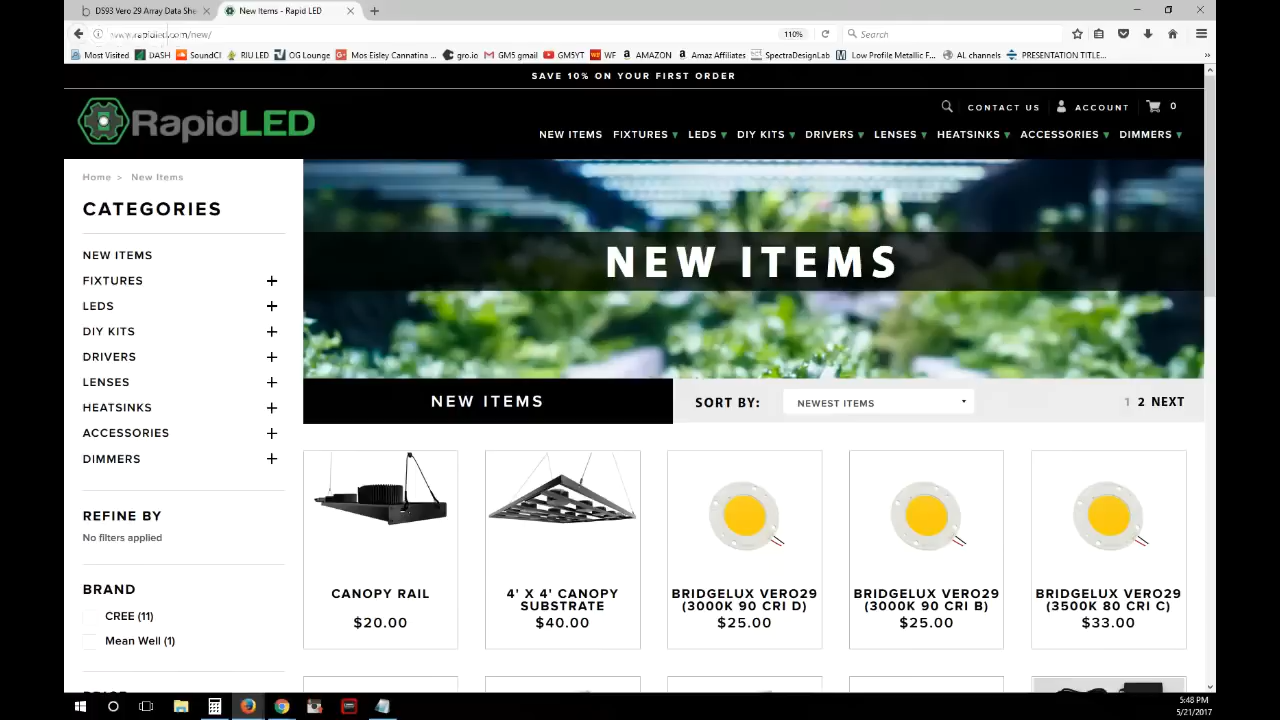 DS93 Vero 29 Array Data She
New Items - Rapid LED
www.rapidled.com/new/
110%
Search
Most Visited
DASH
SoundCl
RIU LED
OG Lounge
Mos Eisley Cannatina ...
gro.io
GM5 gmail
GM5YT
WF
AMAZON
Amaz Affiliates
SpectraDesignLab
Low Profile Metallic F...
AL channels
PRESENTATION TITLE...
SAVE 10% ON YOUR FIRST ORDER
RapidLED
CONTACT US
ACCOUNT
0
NEW ITEMS
FIXTURES
LEDS
DIY KITS
DRIVERS
LENSES
HEATSINKS
ACCESSORIES
DIMMERS
Home > New Items
CATEGORIES
NEW ITEMS
FIXTURES +
LEDS +
DIY KITS +
DRIVERS +
LENSES +
HEATSINKS +
ACCESSORIES +
DIMMERS +
REFINE BY
No filters applied
BRAND
CREE (11)
Mean Well (1)
NEW ITEMS
NEW ITEMS
SORT BY:
NEWEST ITEMS
1 2 NEXT
CANOPY RAIL
$20.00
4' X 4' CANOPY
SUBSTRATE
$40.00
BRIDGELUX VERO29
(3000K 90 CRI D)
$25.00
BRIDGELUX VERO29
(3000K 90 CRI B)
$25.00
BRIDGELUX VERO29
(3500K 80 CRI C)
$33.00
5:48 PM
5/21/2017